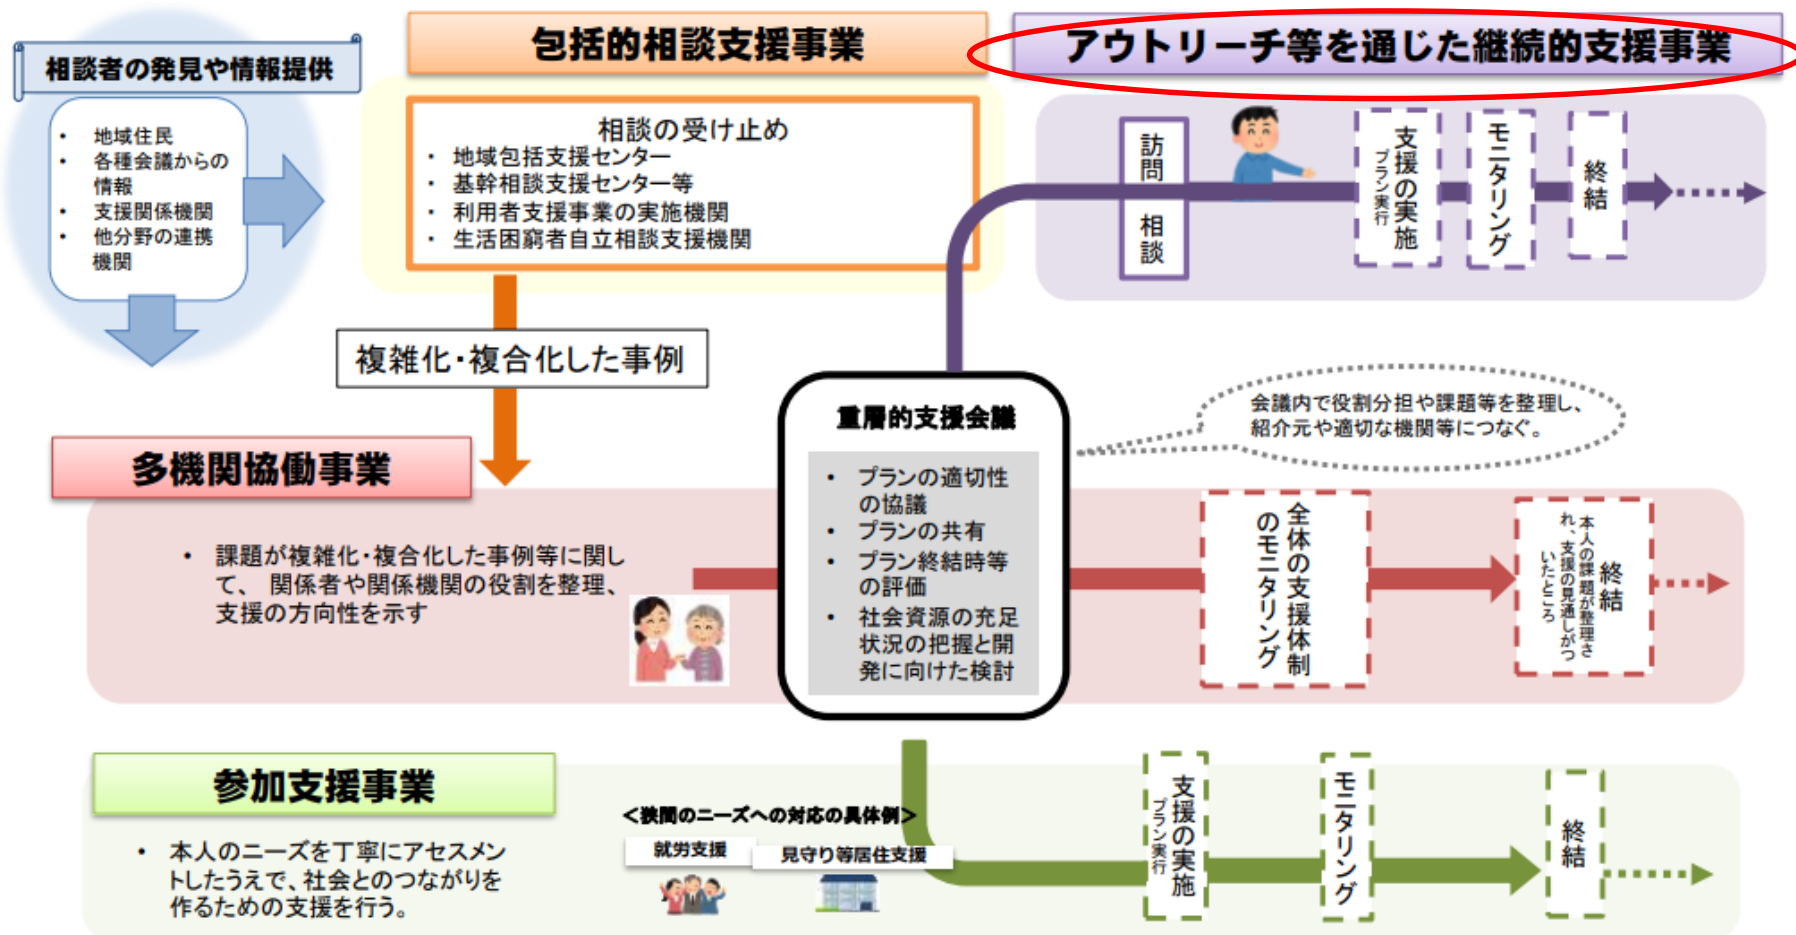 相談者の発見や情報提供
・ 地域住民
・ 各種会議からの
情報
・ 支援関係機関
・ 他分野の連携
機関
包括的相談支援事業
相談の受け止め
・ 地域包括支援センター
・ 基幹相談支援センター等
・ 利用者支援事業の実施機関
・ 生活困窮者自立相談支援機関
アウトリーチ等を通じた継続的支援事業
訪問
相談
支援の実施
プラン実行
モニタリング
終結
複雑化・複合化した事例
重層的支援会議
・ プランの適切性
の協議
・ プランの共有
・ プラン終結時等
の評価
・ 社会資源の充足
状況の把握と開
発に向けた検討
会議内で役割分担や課題等を整理し、
紹介元や適切な機関等につなぐ。
多機関協働事業
・ 課題が複雑化・複合化した事例等に関し
て、 関係者や関係機関の役割を整理、
支援の方向性を示す
全体の支援体制
のモニタリング
終結
本人の課題が整理さ
れ、支援の見通しがつ
いたところ
参加支援事業
・ 本人のニーズを丁寧にアセスメン
トしたうえで、社会とのつながりを
作るための支援を行う。
＜狭間のニーズへの対応の具体例＞
就労支援
見守り等居住支援
支援の実施
プラン実行
モニタリング
終結